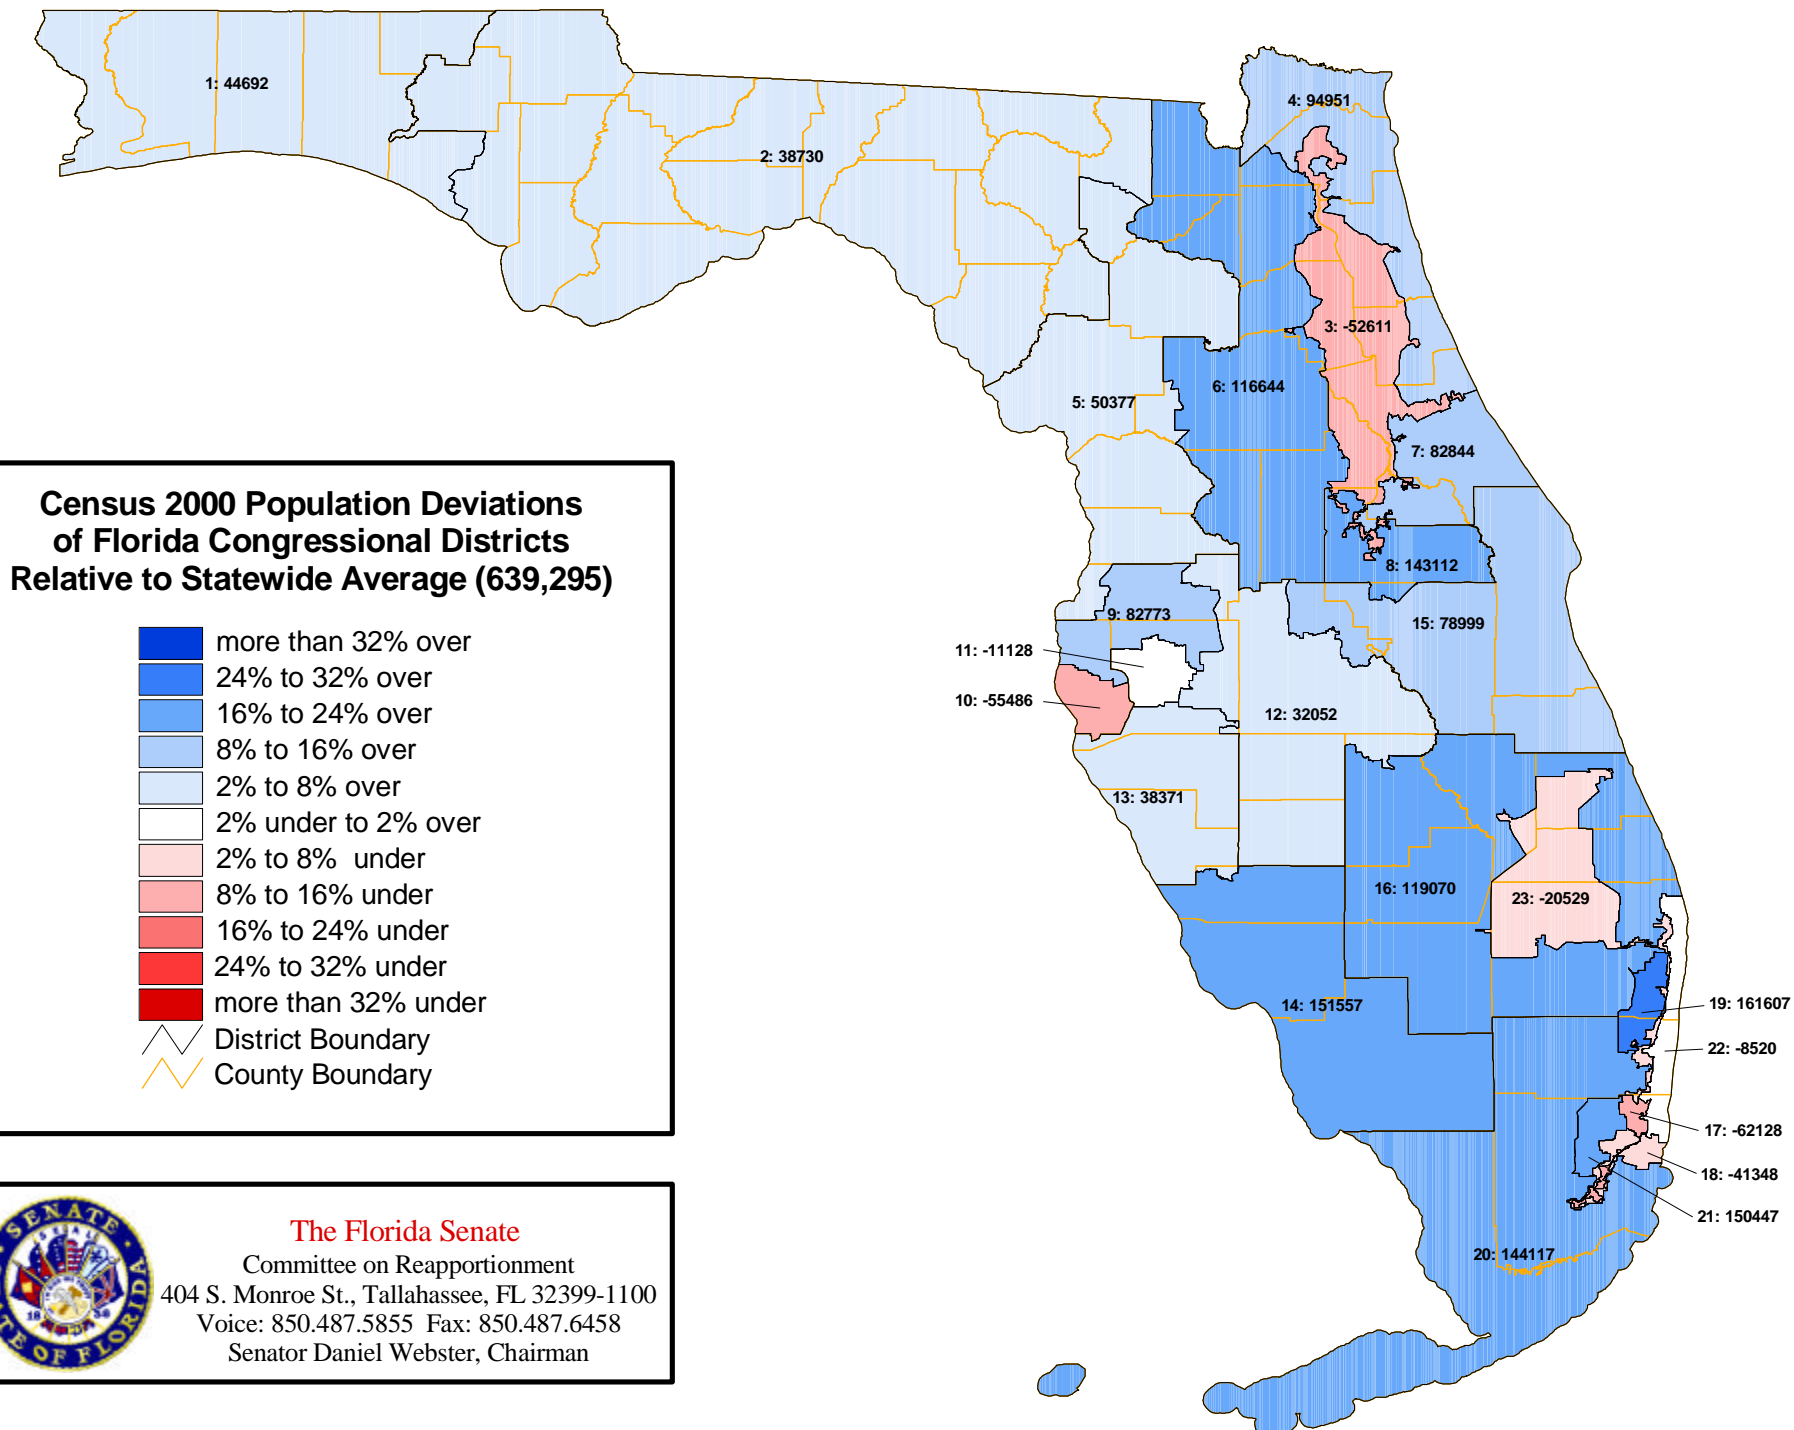 1: 44692
2: 38730
4: 94951
3: -52611
6: 116644
5: 50377
7: 82844
8: 143112
9: 82773
15: 78999
11: -11128
10: -55486
12: 32052
13: 38371
16: 119070
23: -20529
14: 151557
19: 161607
22: -8520
17: -62128
18: -41348
21: 150447
20: 144117
Census 2000 Population Deviations
of Florida Congressional Districts
Relative to Statewide Average (639,295)
more than 32% over
24% to 32% over
16% to 24% over
8% to 16% over
2% to 8% over
2% under to 2% over
2% to 8% under
8% to 16% under
16% to 24% under
24% to 32% under
more than 32% under
District Boundary
County Boundary
The Florida Senate
Committee on Reapportionment
404 S. Monroe St., Tallahassee, FL 32399-1100
Voice: 850.487.5855 Fax: 850.487.6458
Senator Daniel Webster, Chairman
SENATE
OF FLORIDA